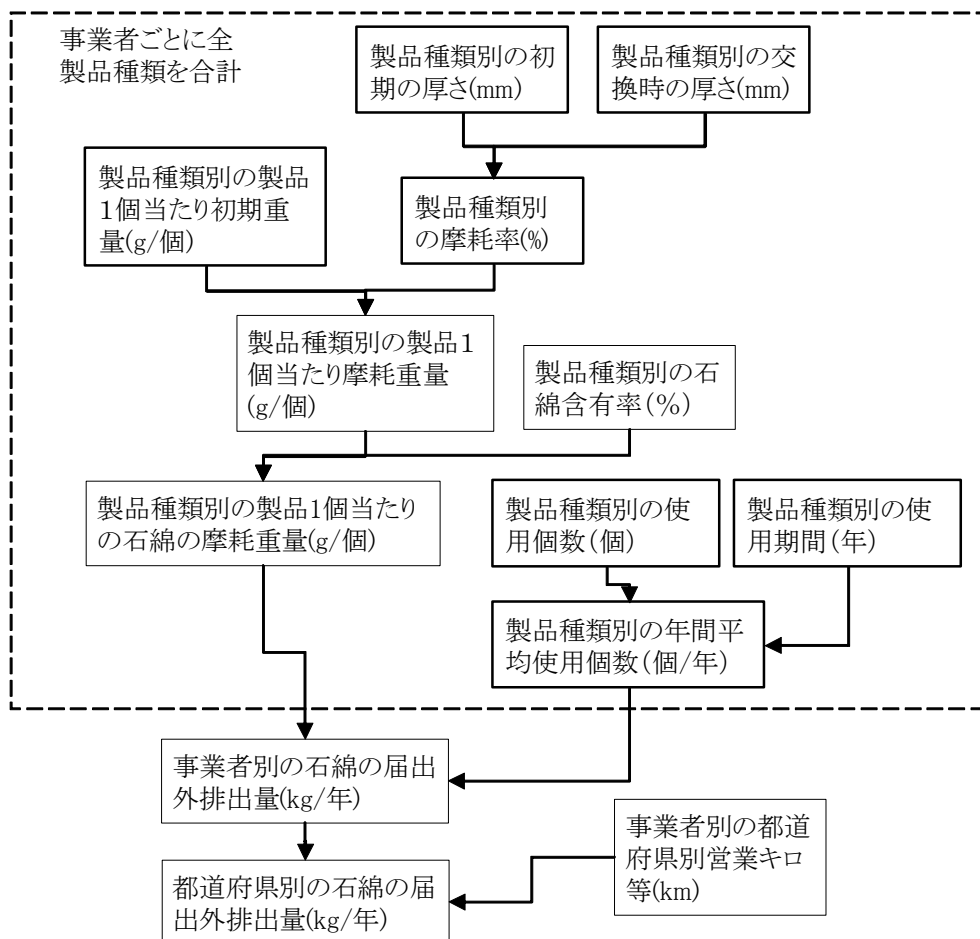 事業者ごとに全
製品種類を合計
製品種類別の初
期の厚さ(mm)
製品種類別の交
換時の厚さ(mm)
製品種類別の製品
１個当たり初期重
量(g/個)
製品種類別
の摩耗率(%)
製品種類別の製品１
個当たり摩耗重量
(g/個)
製品種類別の石
綿含有率(％)
製品種類別の製品1個当たり
の石綿の摩耗重量(g/個)
製品種類別の使
用個数(個)
製品種類別の使
用期間(年)
製品種類別の年間平
均使用個数(個/年)
事業者別の石綿の届出
外排出量(kg/年)
事業者別の都道
府県別営業キロ
等(km)
都道府県別の石綿の届
出外排出量(kg/年)